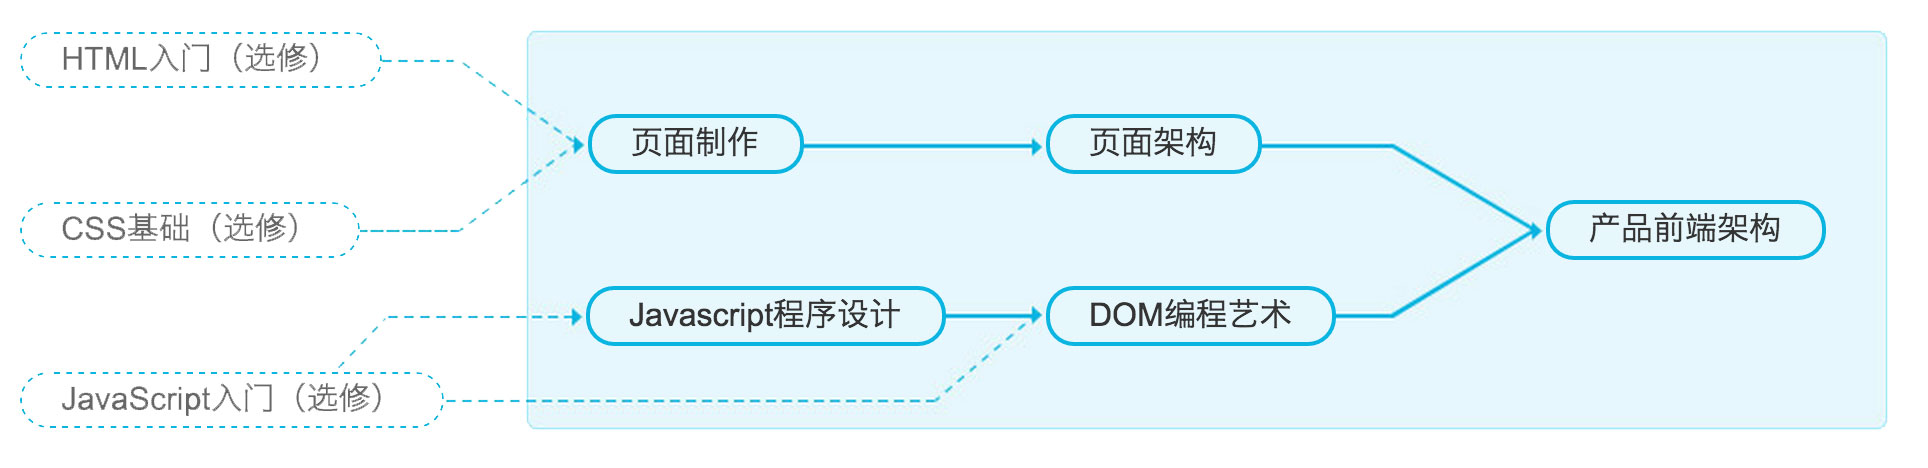 HTML入门（选修）
页面制作
页面架构
CSS基础（选修）
产品前端架构
Javascript程序设计
DOM编程艺术
JavaScript入门（选修）